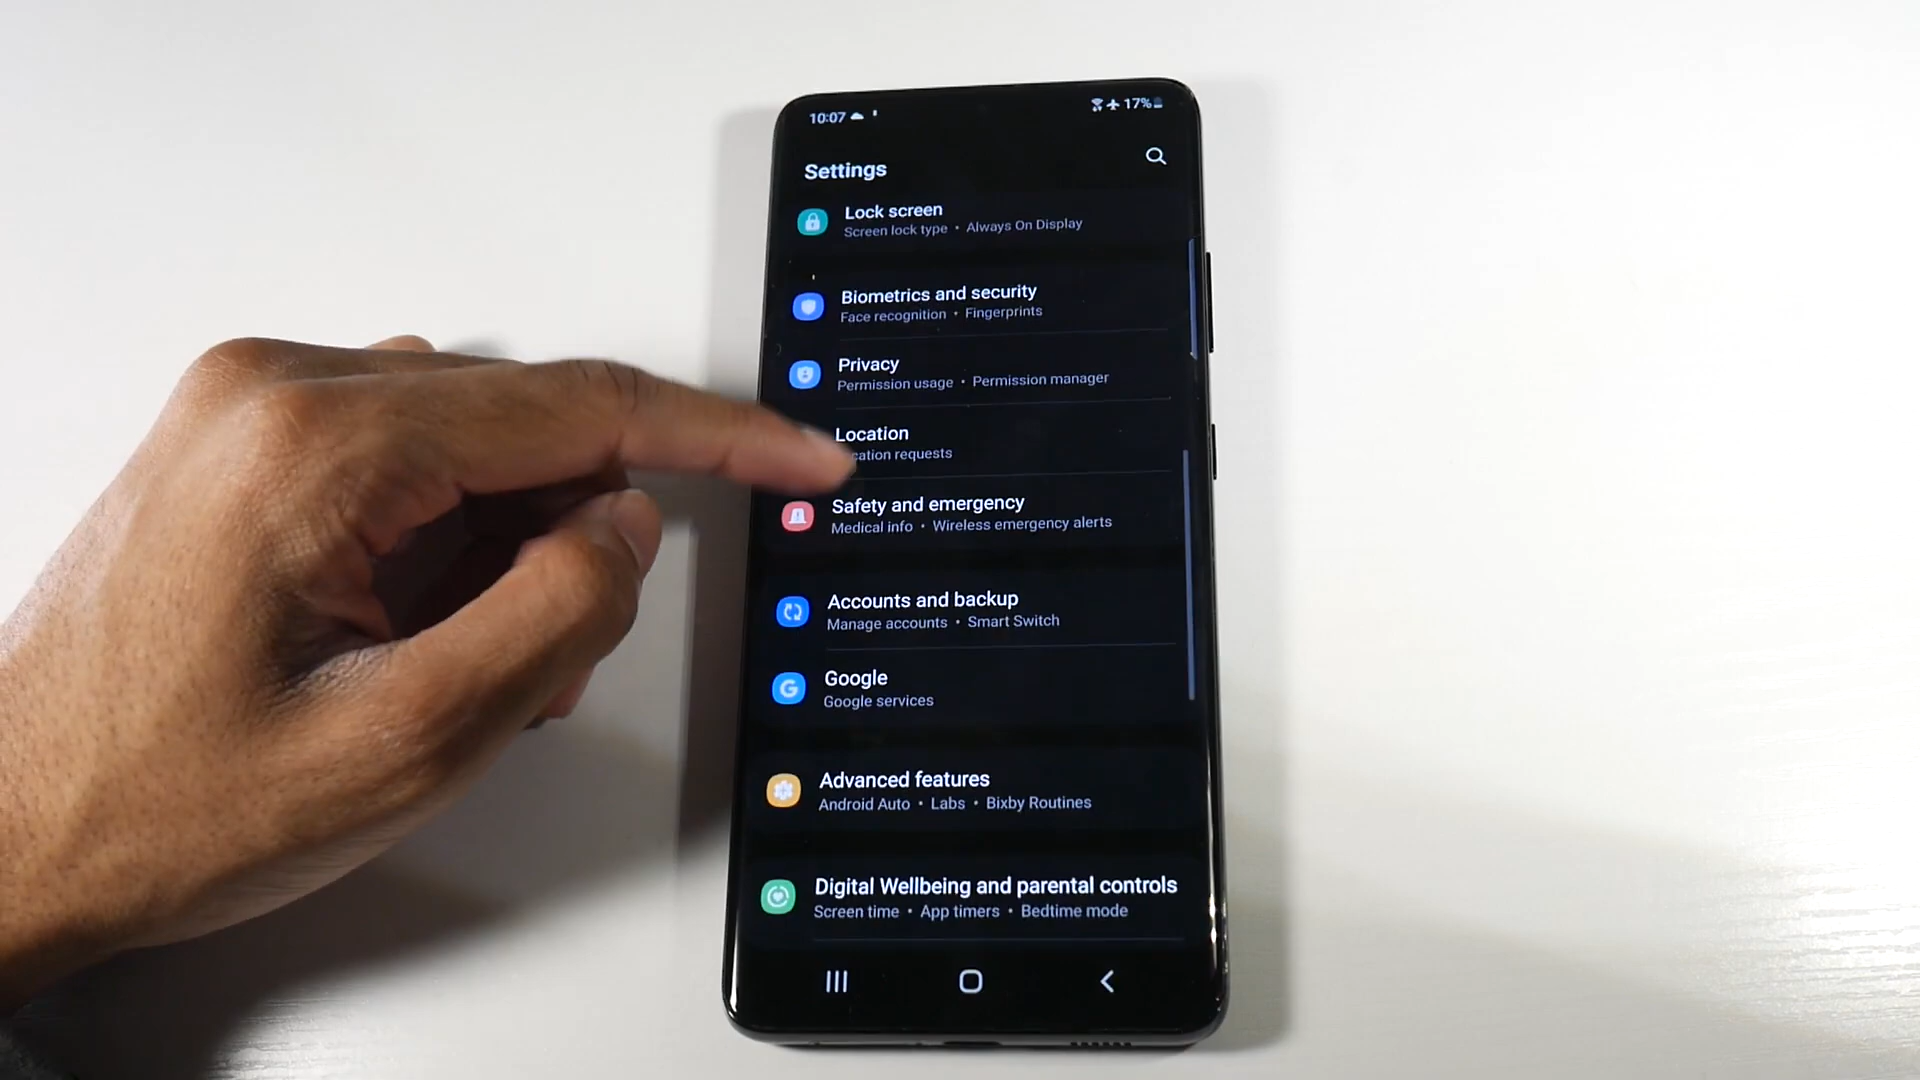 10:07
17%
Settings
Lock screen
Screen lock type • Always On Display
Biometrics and security
Face recognition • Fingerprints
Privacy
Permission usage • Permission manager
Location
cation requests
Safety and emergency
Medical info • Wireless emergency alerts
Accounts and backup
Manage accounts • Smart Switch
Google
Google services
Advanced features
Android Auto • Labs • Bixby Routines
Digital Wellbeing and parental controls
Screen time • App timers • Bedtime mode